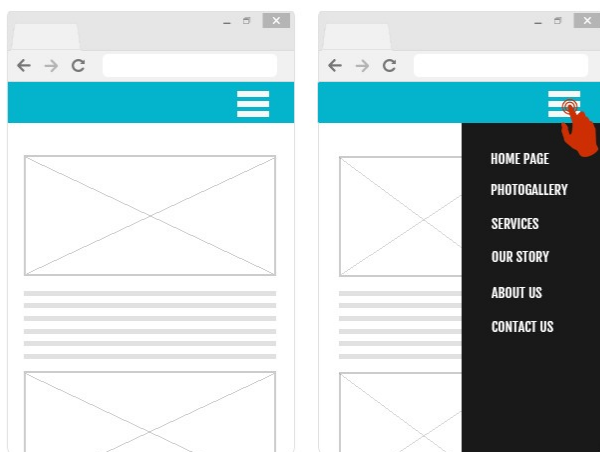 HOME PAGE
PHOTOGALLERY
SERVICES
OUR STORY
ABOUT US
CONTACT US